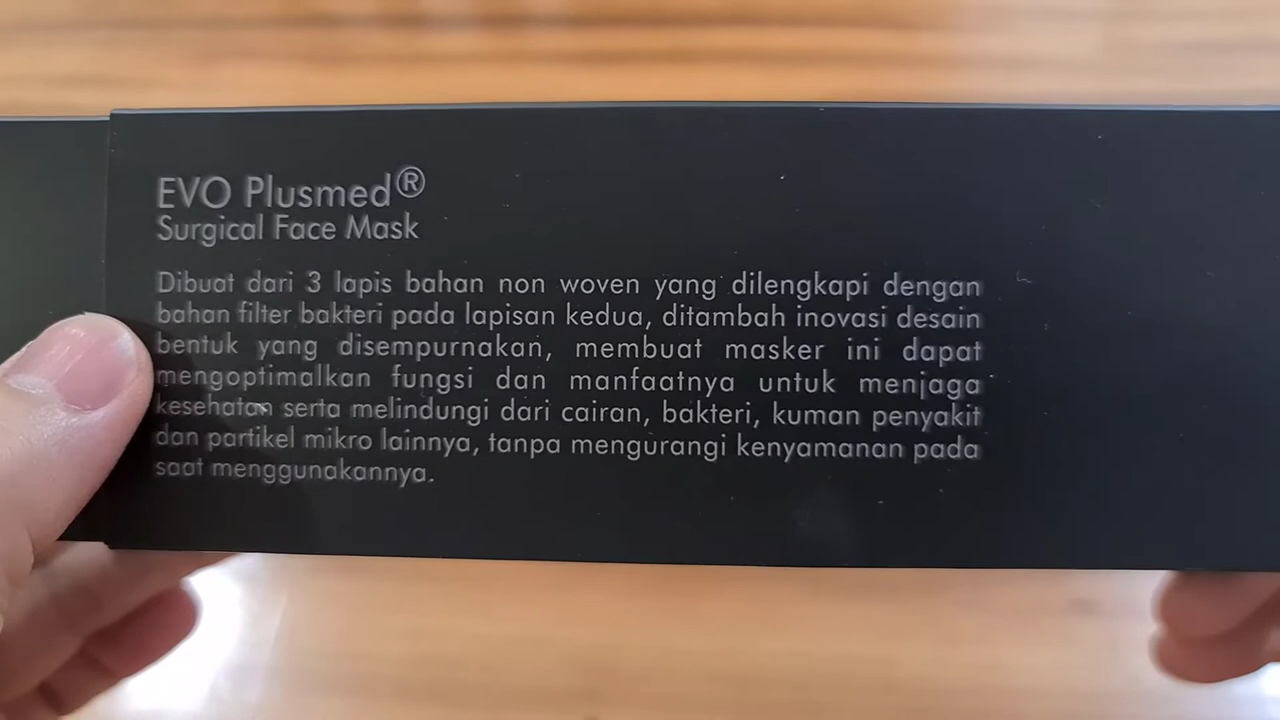 EVO Plusmed®
Surgical Face Mask
Dibuat dari 3 lapis bahan non woven yang dilengkapi dengan
bahan filter bakteri pada lapisan kedua, ditambah inovasi desain
bentuk yang disempurnakan, membuat masker ini dapat
mengoptimalkan fungsi dan manfaatnya untuk menjaga
kesehatan serta melindungi dari cairan, bakteri, kuman penyakit
dan partikel mikro lainnya, tanpa mengurangi kenyamanan pada
saat menggunakannya.